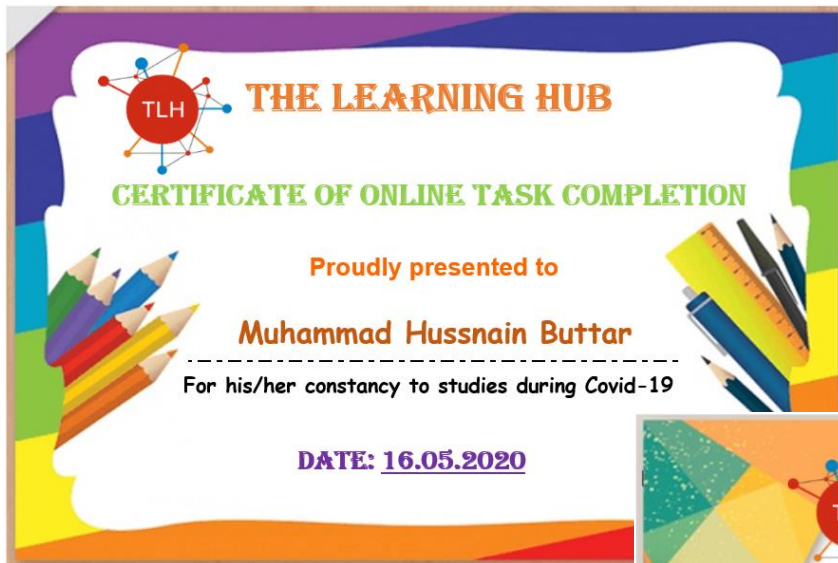 TLH
THE LEARNING HUB
CERTIFICATE OF ONLINE TASK COMPLETION
Proudly presented to
Muhammad Hussnain Buttar
For his/her constancy to studies during Covid-19
DATE: 16.05.2020